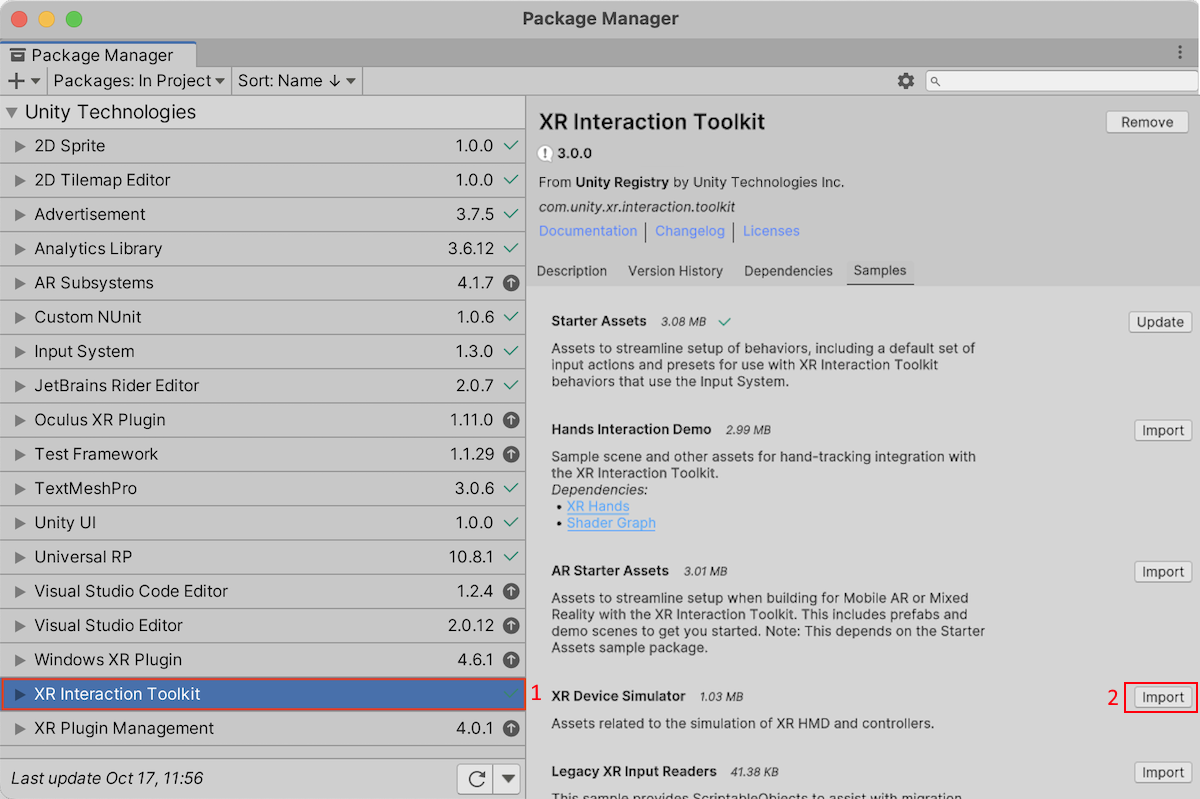 Package Manager
Package Manager
Packages: In Project
Sort: Name ↓
Unity Technologies
2D Sprite 1.0.0
2D Tilemap Editor 1.0.0
Advertisement 3.7.5
Analytics Library 3.6.12
AR Subsystems 4.1.7
Custom NUnit 1.0.6
Input System 1.3.0
JetBrains Rider Editor 2.0.7
Oculus XR Plugin 1.11.0
Test Framework 1.1.29
TextMeshPro 3.0.6
Unity UI 1.0.0
Universal RP 10.8.1
Visual Studio Code Editor 1.2.4
Visual Studio Editor 2.0.12
Windows XR Plugin 4.6.1
XR Interaction Toolkit 1
XR Plugin Management 4.0.1
Last update Oct 17, 11:56
XR Interaction Toolkit
Remove
3.0.0
From Unity Registry by Unity Technologies Inc.
com.unity.xr.interaction.toolkit
Documentation Changelog Licenses
Description Version History Dependencies Samples
Starter Assets 3.08 MB
Update
Assets to streamline setup of behaviors, including a default set of
input actions and presets for use with XR Interaction Toolkit
behaviors that use the Input System.
Hands Interaction Demo 2.99 MB
Import
Sample scene and other assets for hand-tracking integration with
the XR Interaction Toolkit.
Dependencies:
• XR Hands
• Shader Graph
AR Starter Assets 3.01 MB
Import
Assets to streamline setup when building for Mobile AR or Mixed
Reality with the XR Interaction Toolkit. This includes prefabs and
demo scenes to get you started. Note: This depends on the Starter
Assets sample package.
XR Device Simulator 1.03 MB
2 Import
Assets related to the simulation of XR HMD and controllers.
Legacy XR Input Readers 41.38 KB
Import
This sample provides ScriptableObjects to assist with migration